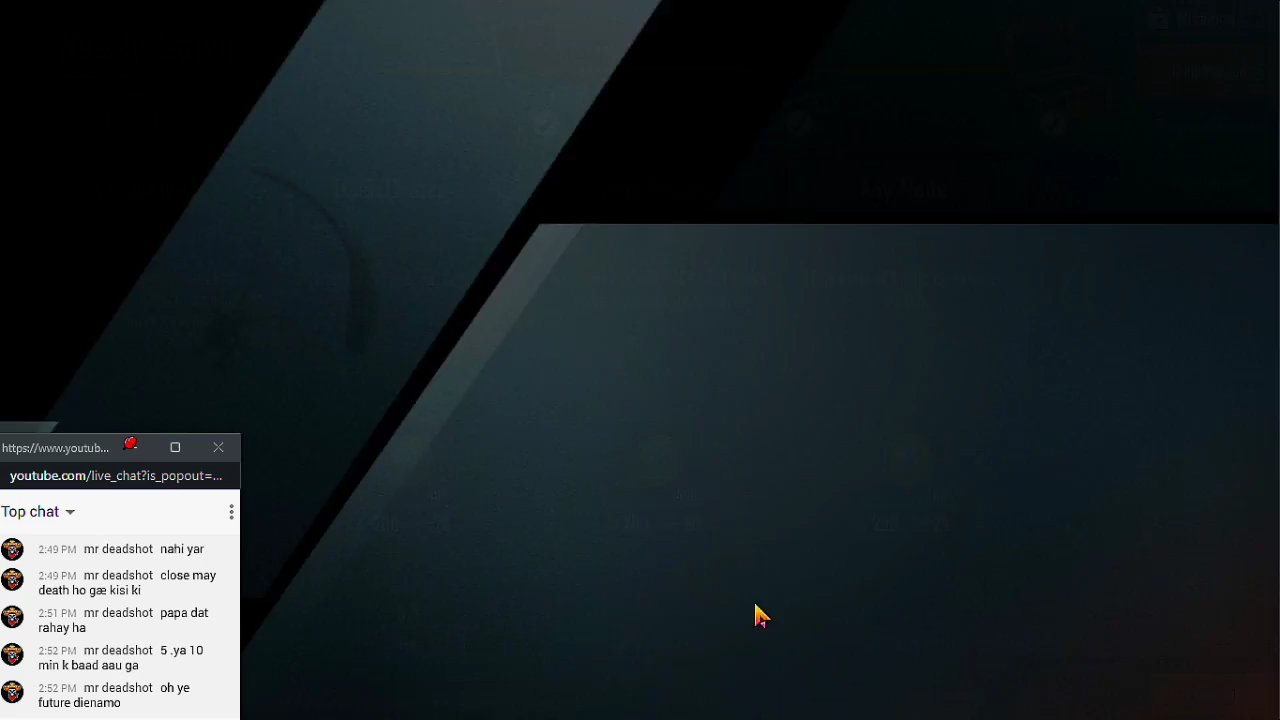 https://www.youtub...
youtube.com/live_chat?is_popout=...
Top chat
2:49 PM mr deadshot nahi yar
2:49 PM mr deadshot close may
death ho gæ kisi ki
2:51 PM mr deadshot papa dat
rahay ha
2:52 PM mr deadshot 5 .ya 10
min k baad aau ga
2:52 PM mr deadshot oh ye
future dienamo